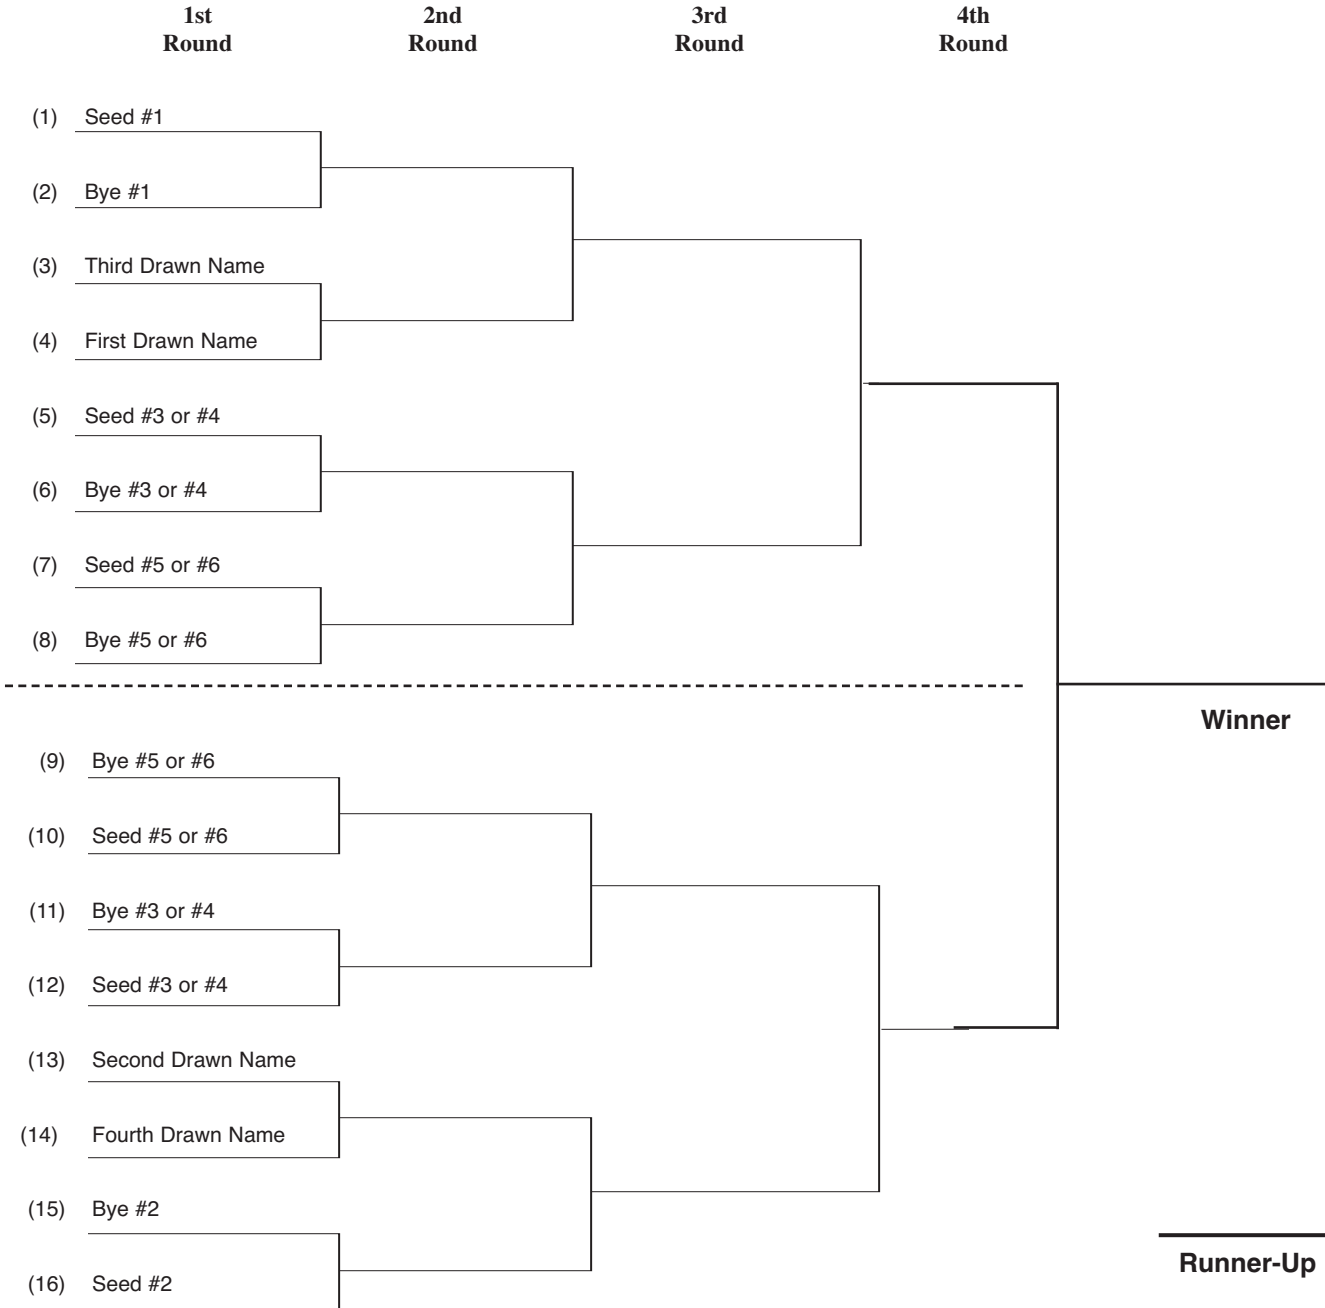 1st Round
2nd Round
3rd Round
4th Round
(1) Seed #1
(2) Bye #1
(3) Third Drawn Name
(4) First Drawn Name
(5) Seed #3 or #4
(6) Bye #3 or #4
(7) Seed #5 or #6
(8) Bye #5 or #6
Winner
(9) Bye #5 or #6
(10) Seed #5 or #6
(11) Bye #3 or #4
(12) Seed #3 or #4
(13) Second Drawn Name
(14) Fourth Drawn Name
(15) Bye #2
(16) Seed #2
Runner-Up